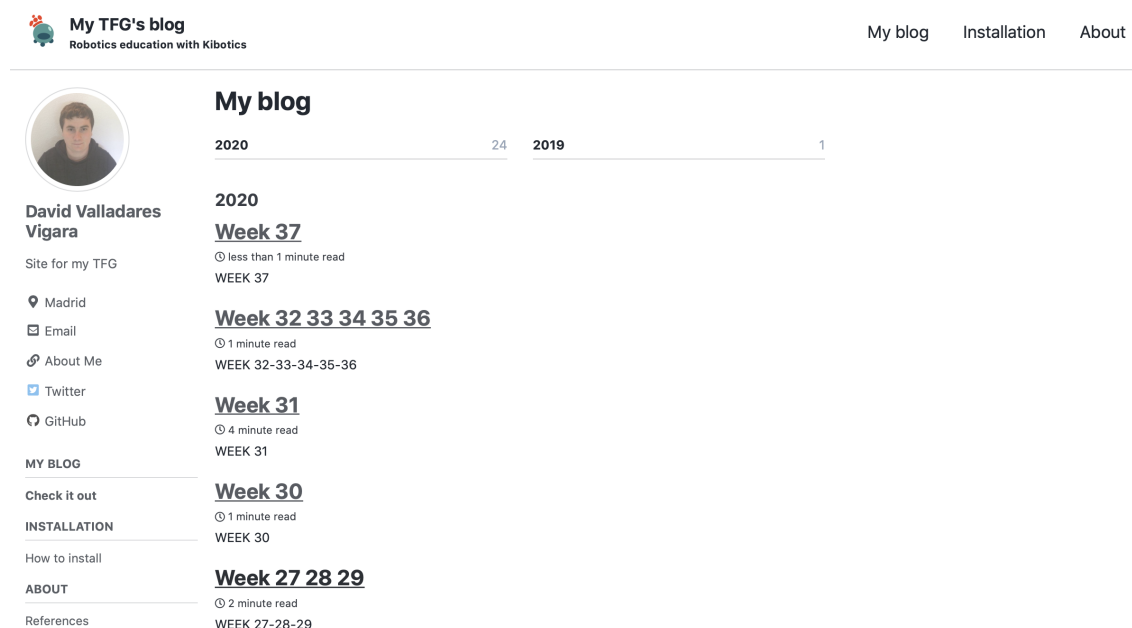 My TFG's blog
Robotics education with Kibotics
My blog
Installation
About
David Valladares
Vigara
Site for my TFG
Madrid
Email
About Me
Twitter
GitHub
MY BLOG
Check it out
INSTALLATION
How to install
ABOUT
References
My blog
2020 24
2019 1
2020
Week 37
less than 1 minute read
WEEK 37
Week 32 33 34 35 36
1 minute read
WEEK 32-33-34-35-36
Week 31
4 minute read
WEEK 31
Week 30
1 minute read
WEEK 30
Week 27 28 29
2 minute read
WEEK 27-28-29